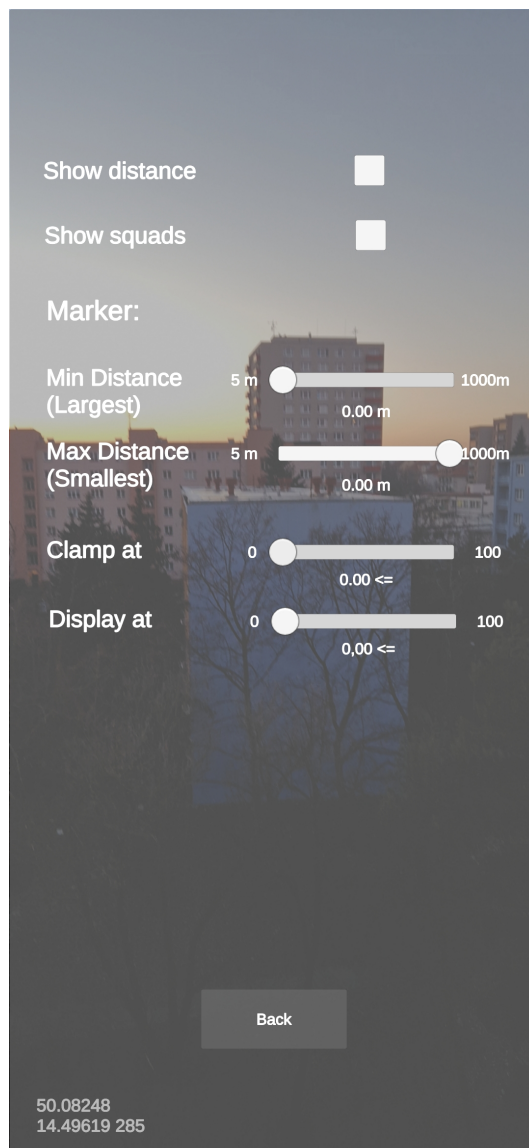 Show distance
Show squads
Marker:
Min Distance
(Largest)
5 m
1000m
0.00 m
Max Distance
(Smallest)
5 m
1000m
0.00 m
Clamp at
0
100
0.00 <=
Display at
0
100
0,00 <=
Back
50.08248
14.49619 285